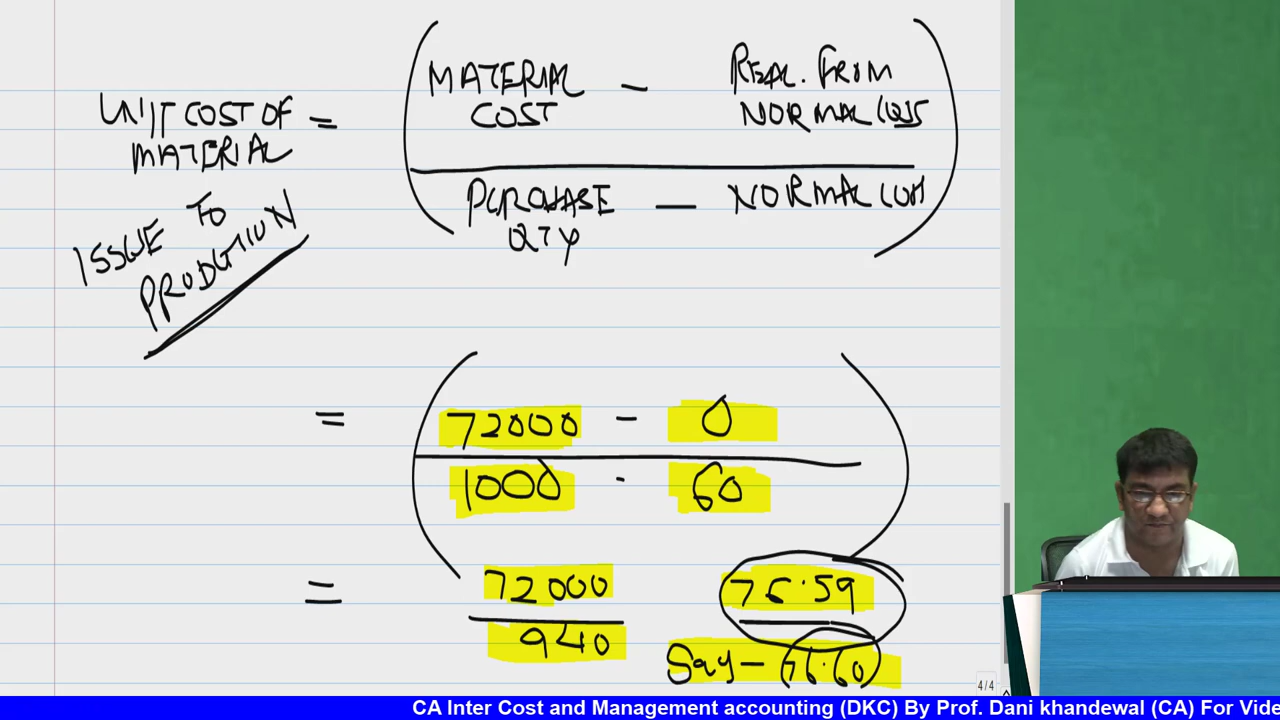 UNIT COST OF MATERIAL =
MATERIAL COST - REAL. FROM NORMAL LOSS
PURCHASE QTY - NORMAL LOSS
ISSUE TO PRODUCTION
= 72000 - 0
1000 - 60
= 72000 76.59
940
Say - 76.60
4/4
CA Inter Cost and Management accounting (DKC) By Prof. Dani khandewal (CA) For Vide